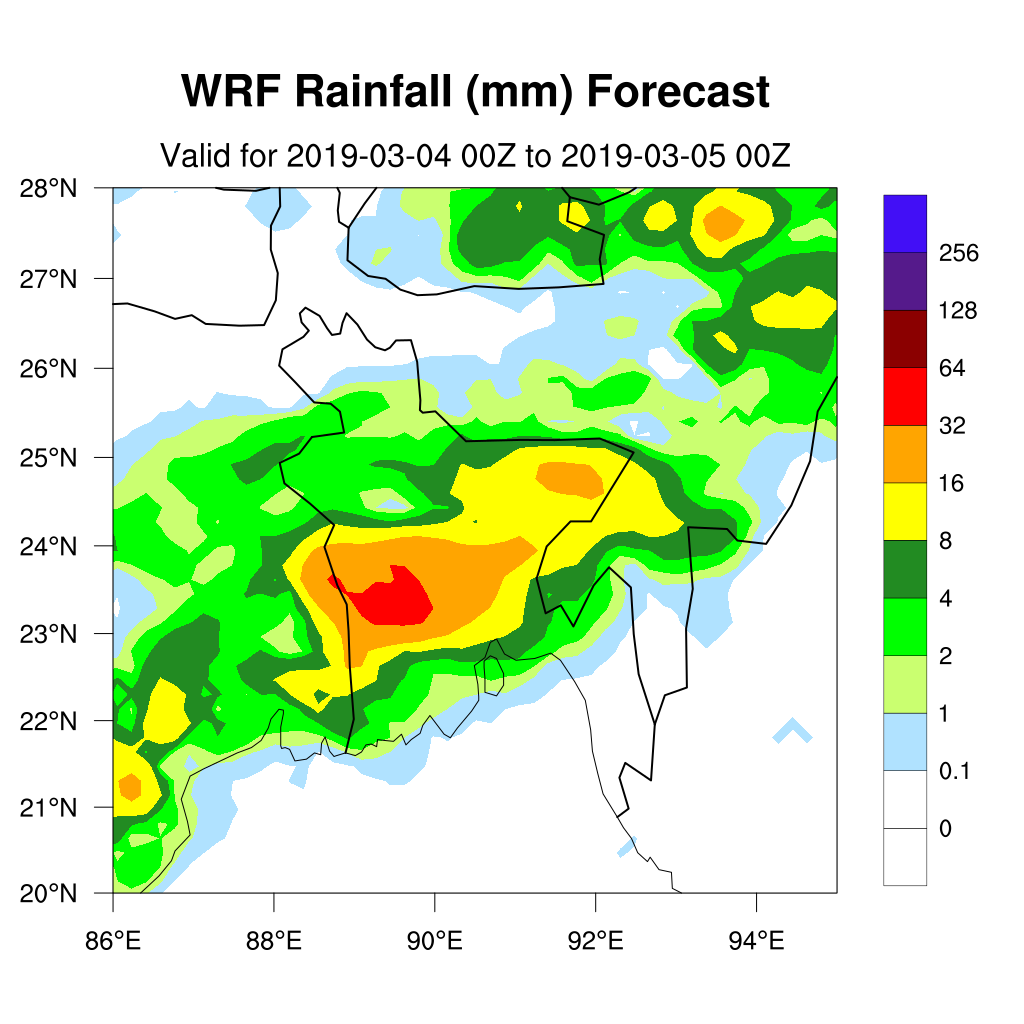 WRF Rainfall (mm) Forecast
Valid for 2019-03-04 00Z to 2019-03-05 00Z
28°N
27°N
26°N
25°N
24°N
23°N
22°N
21°N
20°N
86°E 88°E 90°E 92°E 94°E
256
128
64
32
16
8
4
2
1
0.1
0